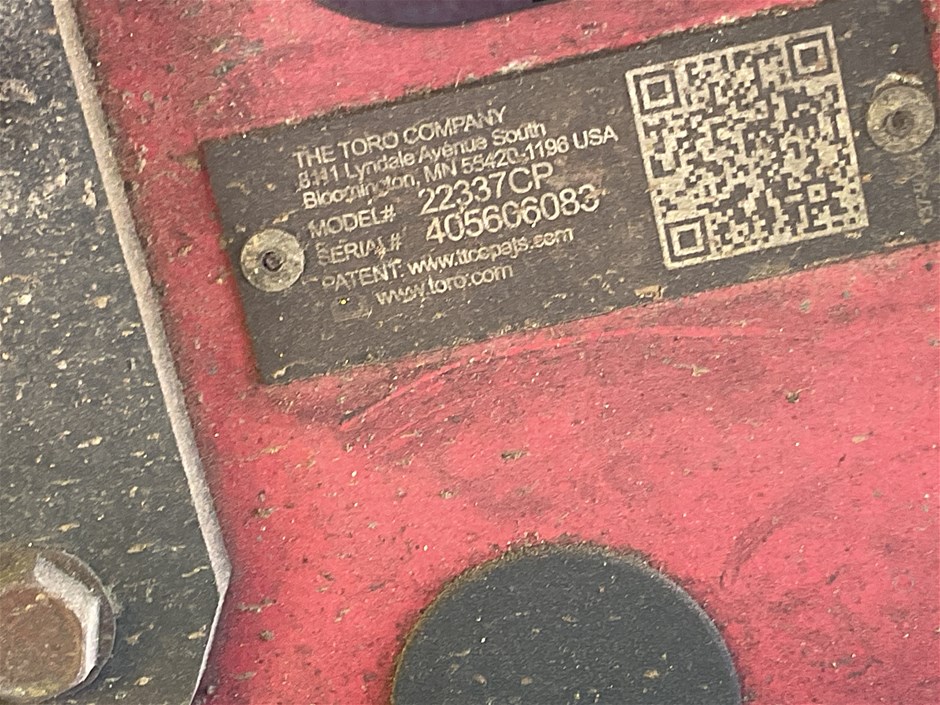 THE TORO COMPANY
8111 Lyndale Avenue South
Bloomington, MN 55420-1196 USA
MODEL# 22337CP
SERIAL# 405606083
PATENT: www.ttcopats.com
www.toro.com